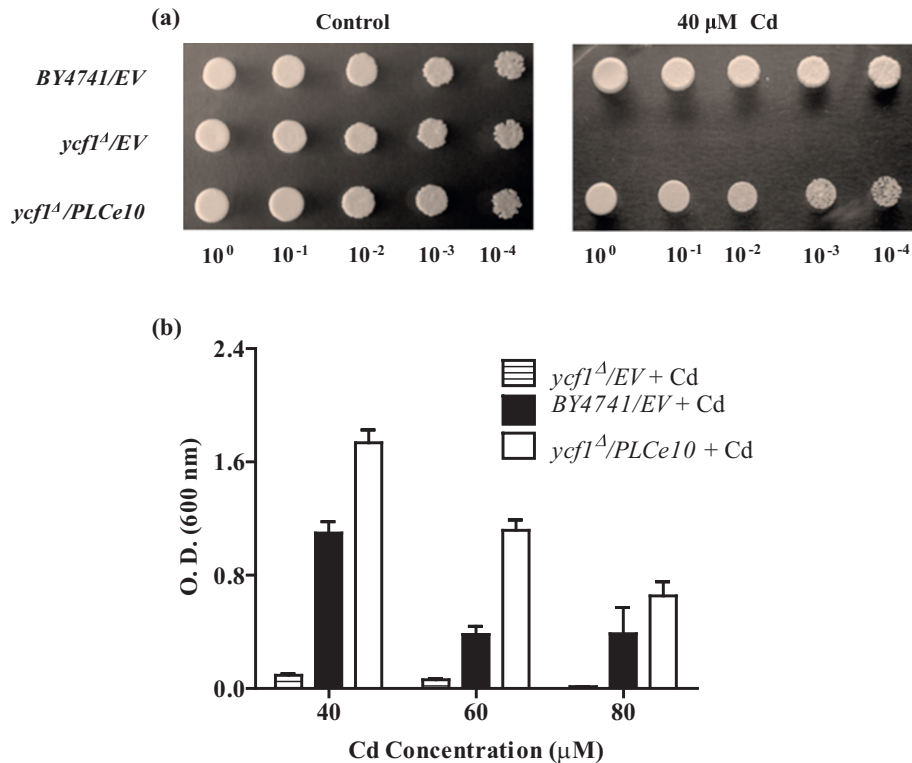 (a)
Control
40 μM Cd
BY4741/EV
ycf1Δ/EV
ycf1Δ/PLCe10
10⁰ 10⁻¹ 10⁻² 10⁻³ 10⁻⁴
10⁰ 10⁻¹ 10⁻² 10⁻³ 10⁻⁴
(b)
2.4
1.6
0.8
0.0
O. D. (600 nm)
ycf1Δ/EV + Cd
BY4741/EV + Cd
ycf1Δ/PLCe10 + Cd
40 60 80
Cd Concentration (μM)